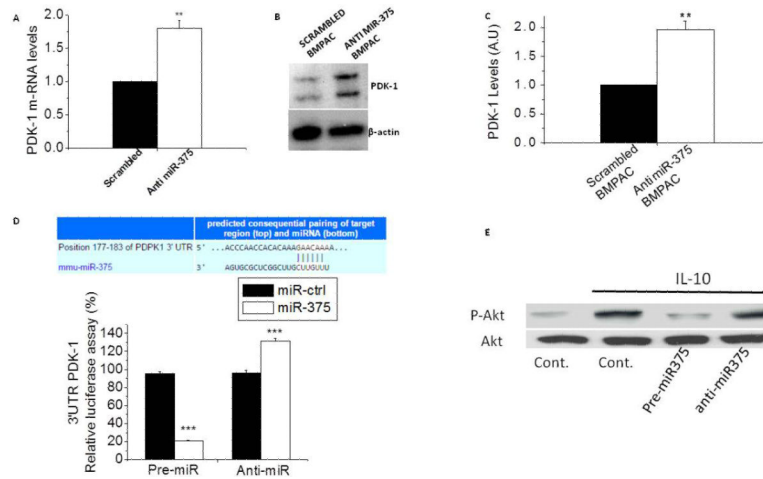 A
**
PDK-1 m-RNA levels
2.0
1.5
1.0
0.5
0.0
Scrambled
Anti miR-375
B
SCRAMBLED
BMPAC
ANTI MIR-375
BMPAC
PDK-1
β-actin
C
**
PDK-1 Levels (A.U)
2.0
1.5
1.0
0.5
0.0
Scrambled
BMPAC
Anti miR-375
BMPAC
D
predicted consequential pairing of target
region (top) and miRNA (bottom)
Position 177-183 of PDPK1 3' UTR 5' ...ACCCAACCACACAAAGAACAAAA...
mmu-miR-375 3' AGUGCGCUCGGCUUGCUUGUUU
miR-ctrl
miR-375
3'UTR PDK-1
Relative luciferase assay (%)
140
120
100
80
60
40
20
0
***
***
Pre-miR
Anti-miR
E
IL-10
P-Akt
Akt
Cont.
Cont.
Pre-miR375
anti-miR375